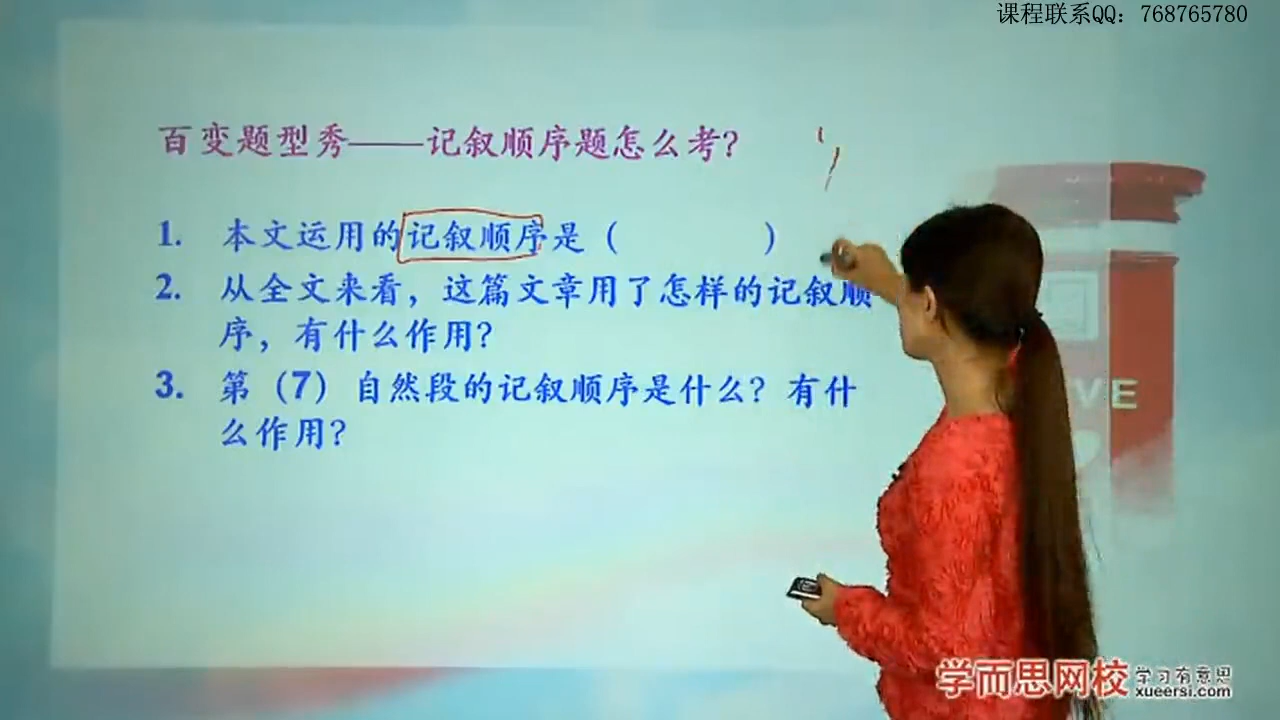 课程联系QQ：768765780
百变题型秀——记叙顺序题怎么考？
1. 本文运用的记叙顺序是（ ）
2. 从全文来看，这篇文章用了怎样的记叙顺
序，有什么作用？
3. 第（7）自然段的记叙顺序是什么？有什
么作用？
VE
学而思网校 学习有意思
xueersi.com